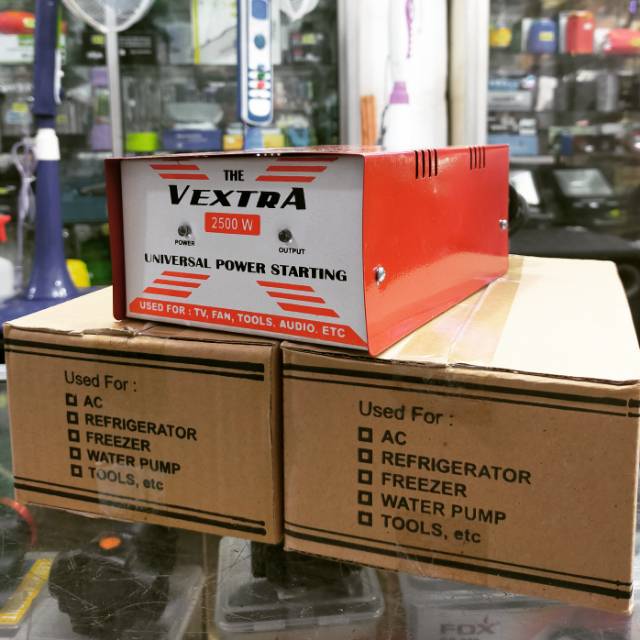 THE
VEXTRA
2500 W
POWER
OUTPUT
UNIVERSAL POWER STARTING
USED FOR : TV, FAN, TOOLS, AUDIO, ETC
Used For :
AC
REFRIGERATOR
FREEZER
WATER PUMP
TOOLS, etc
Used For :
AC
REFRIGERATOR
FREEZER
WATER PUMP
TOOLS, etc
FOX